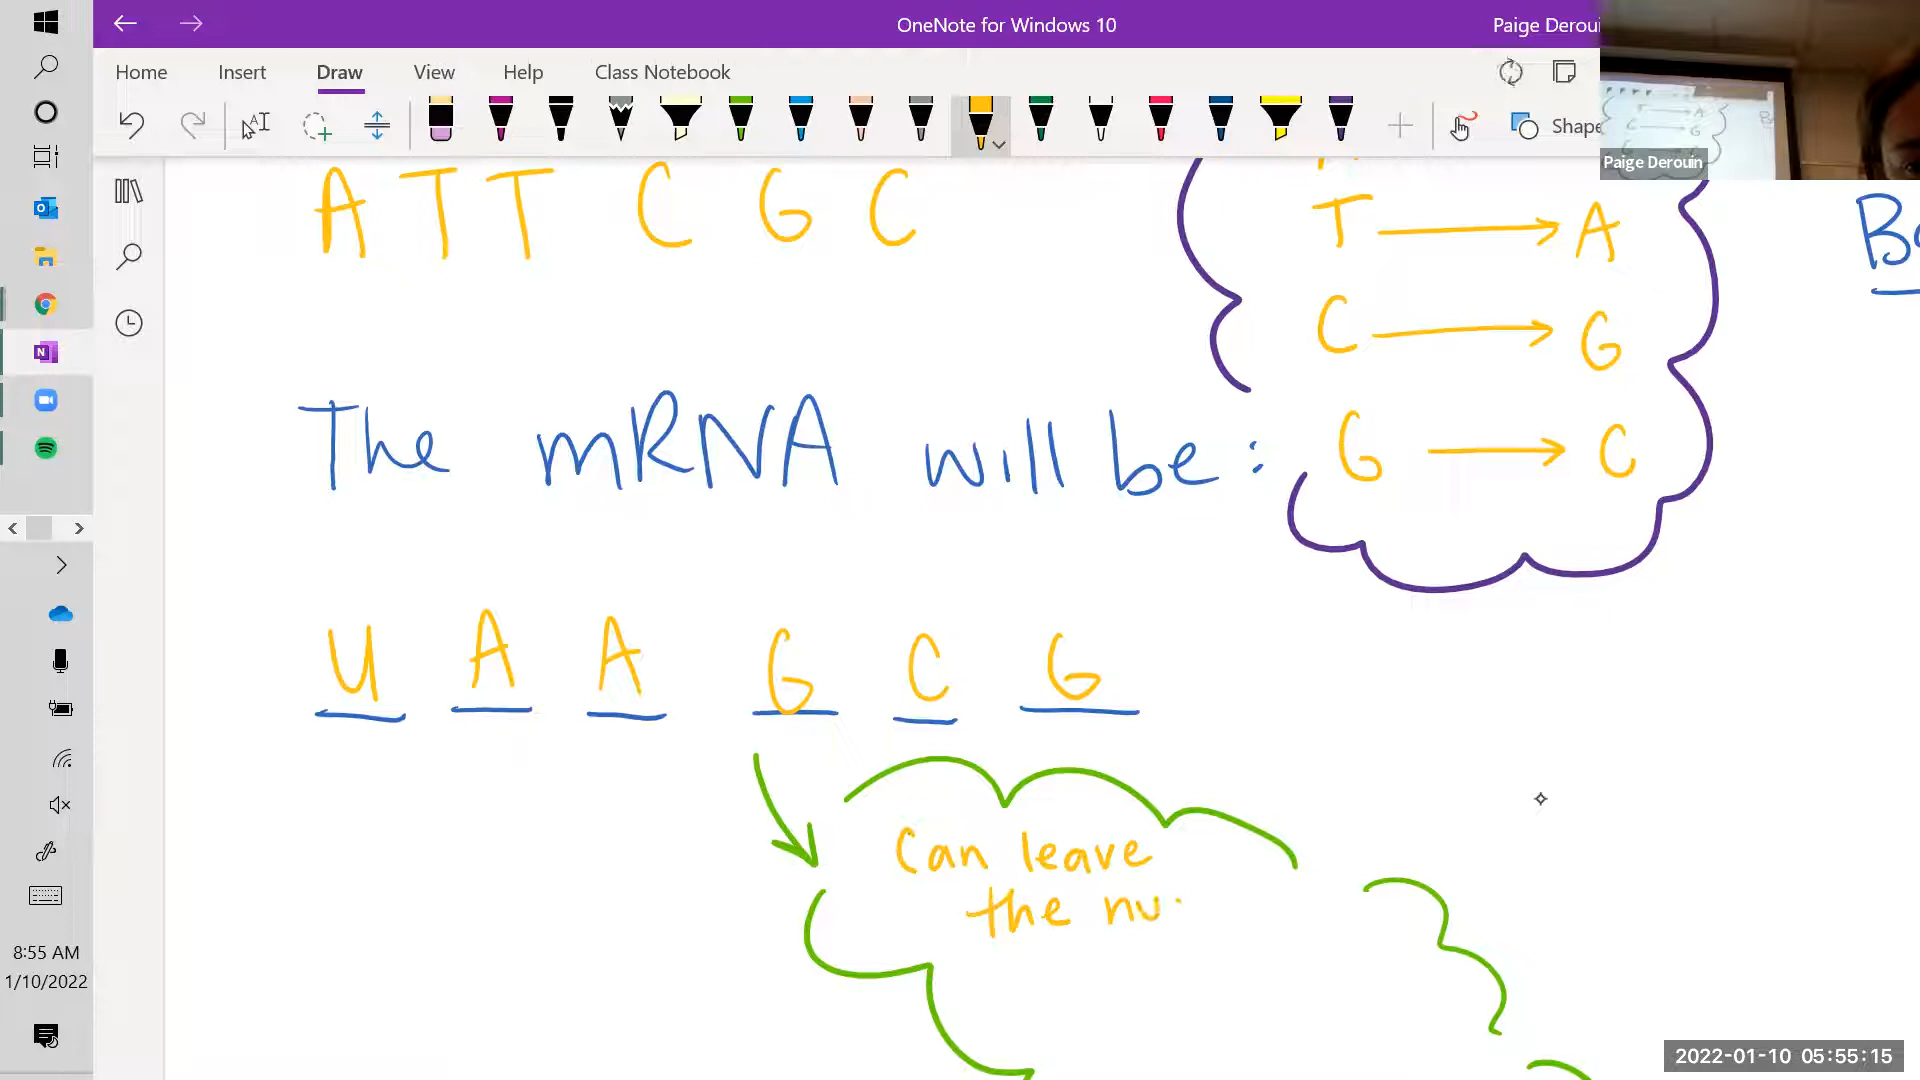 OneNote for Windows 10
Paige Derouin
Home Insert Draw View Help Class Notebook
Shape
Paige Derouin
A T T C G C
T → A
C → G
The mRNA will be:
G → C
U A A G C G
Can leave
the nu
8:55 AM
1/10/2022
2022-01-10 05:55:15